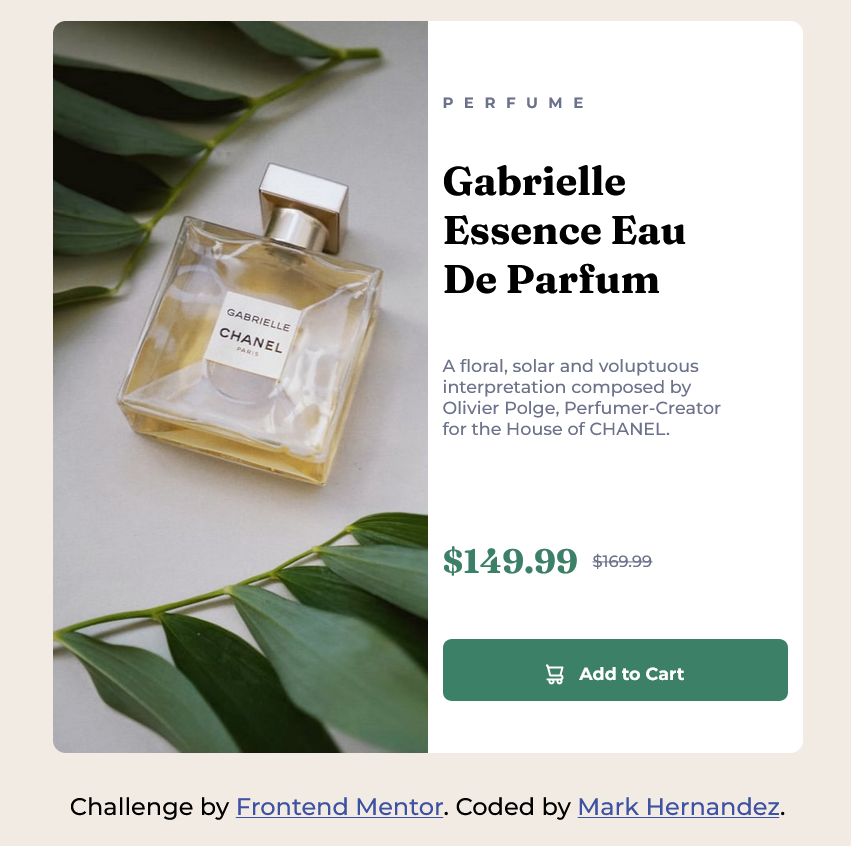 GABRIELLE
CHANEL
PARIS
PERFUME
Gabrielle
Essence Eau
De Parfum
A floral, solar and voluptuous
interpretation composed by
Olivier Polge, Perfumer-Creator
for the House of CHANEL.
$149.99 $169.99
Add to Cart
Challenge by Frontend Mentor. Coded by Mark Hernandez.